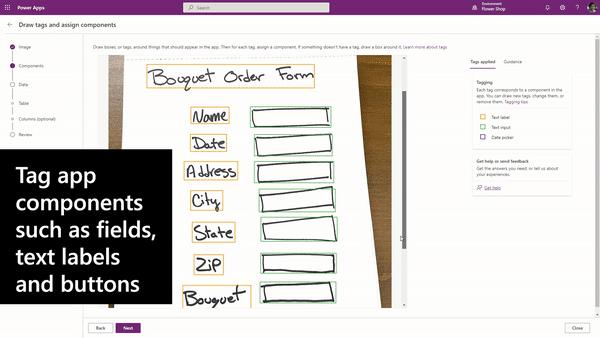 Power Apps
Search
Environment
Flower Shop
Draw tags and assign components
Image
Components
Data
Table
Columns (optional)
Review
Draw boxes, or tags, around things that should appear in the app. Then for each tag, assign a component. If something doesn't have a tag, draw a box around it. Learn more about tags
Bouquet Order Form
Name
Date
Address
City
State
Zip
Bouquet
Tags applied
Guidance
Tagging
Each tag corresponds to a component in the app. You can draw new tags, change them, or remove them. Tagging tips
Text label
Text input
Date picker
Get help or send feedback
Get the answers you need, or tell us about your experiences.
Get help
Tag app
components
such as fields,
text labels
and buttons
Back
Next
Close